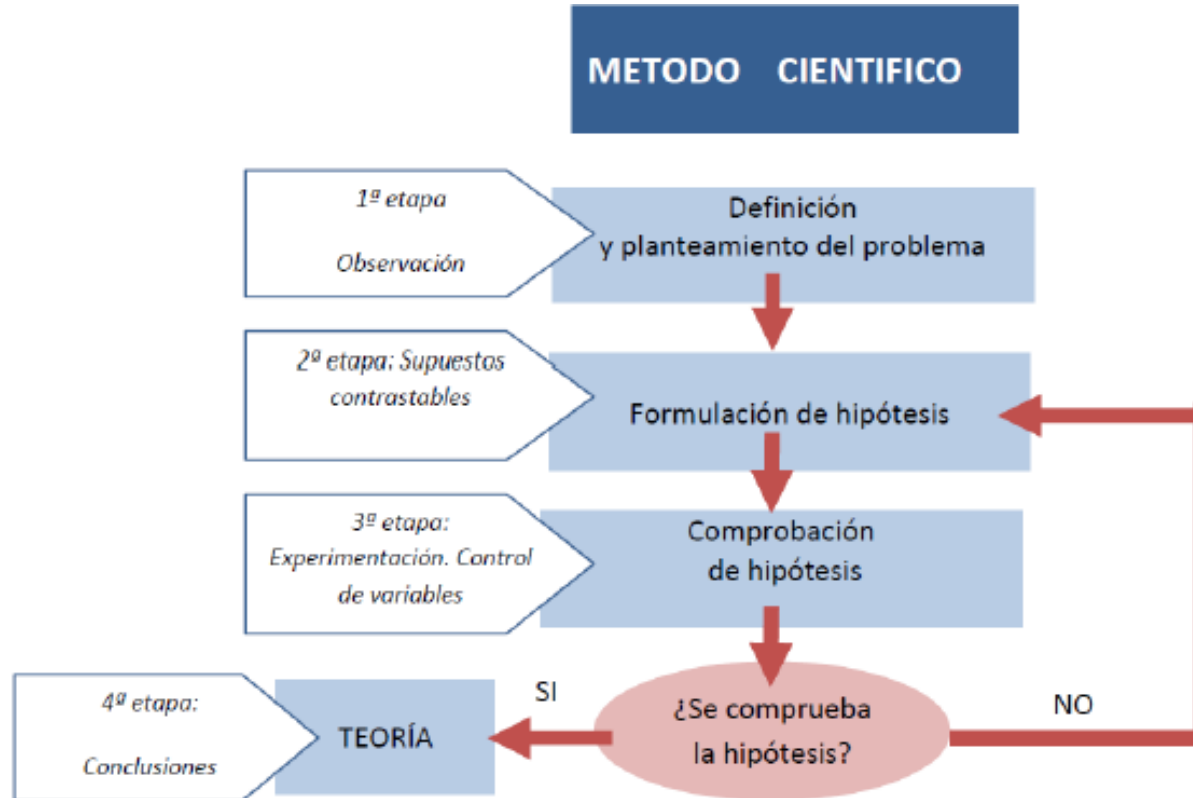 METODO CIENTIFICO
1ª etapa
Observación
Definición
y planteamiento del problema
2ª etapa: Supuestos
contrastables
Formulación de hipótesis
3ª etapa:
Experimentación. Control
de variables
Comprobación
de hipótesis
4ª etapa:
Conclusiones
TEORÍA
SI
¿Se comprueba
la hipótesis?
NO